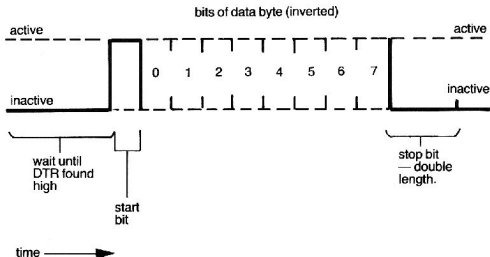 bits of data byte (inverted)
active
active
0 1 2 3 4 5 6 7
inactive
inactive
wait until
DTR found
high
start
bit
stop bit
— double
length.
time